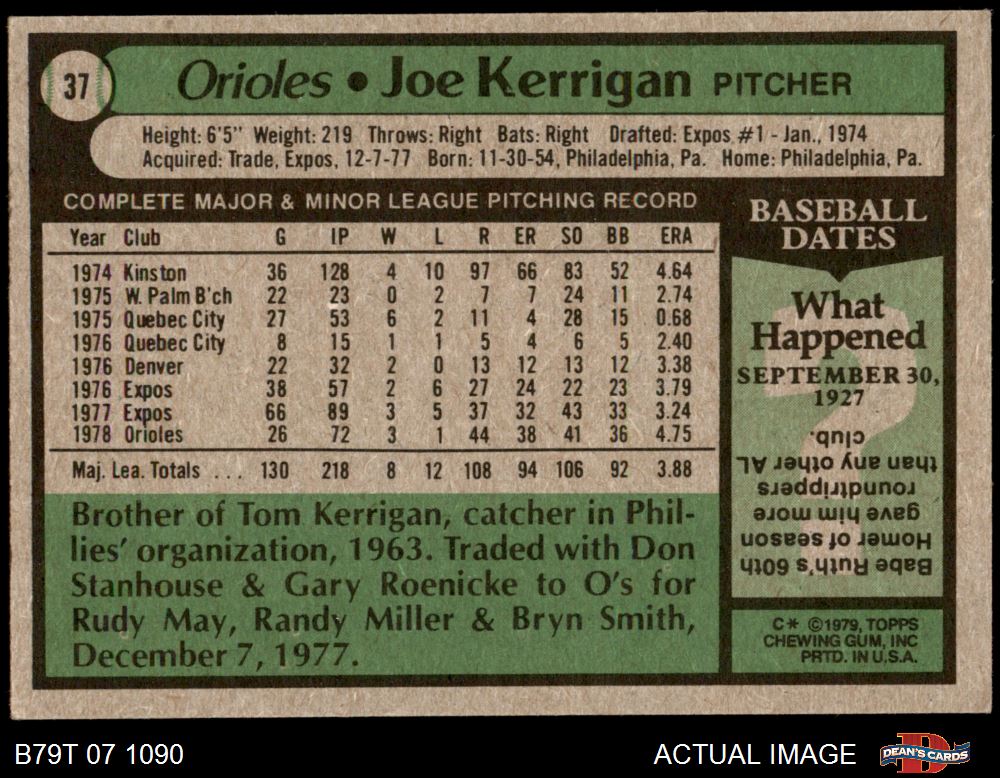 37
Orioles • Joe Kerrigan PITCHER
Height: 6'5" Weight: 219 Throws: Right Bats: Right Drafted: Expos #1 - Jan., 1974
Acquired: Trade, Expos, 12-7-77 Born: 11-30-54, Philadelphia, Pa. Home: Philadelphia, Pa.
COMPLETE MAJOR & MINOR LEAGUE PITCHING RECORD
Year Club G IP W L R ER SO BB ERA
1974 Kinston 36 128 4 10 97 66 83 52 4.64
1975 W. Palm B'ch 22 23 0 2 7 7 24 11 2.74
1975 Quebec City 27 53 6 2 11 4 28 15 0.68
1976 Quebec City 8 15 1 1 5 4 6 5 2.40
1976 Denver 22 32 2 0 13 12 13 12 3.38
1976 Expos 38 57 2 6 27 24 22 23 3.79
1977 Expos 66 89 3 5 37 32 43 33 3.24
1978 Orioles 26 72 3 1 44 38 41 36 4.75
Maj. Lea. Totals ... 130 218 8 12 108 94 106 92 3.88
Brother of Tom Kerrigan, catcher in Phil-
lies' organization, 1963. Traded with Don
Stanhouse & Gary Roenicke to O's for
Rudy May, Randy Miller & Bryn Smith,
December 7, 1977.
BASEBALL
DATES
What
Happened
SEPTEMBER 30,
1927
Babe Ruth's 60th
Homer of season
gave him more
roundtrippers
than any other AL
club.
C* ©1979, TOPPS
CHEWING GUM, INC
PRTD. IN U.S.A.
B79T 07 1090
ACTUAL IMAGE
DEAN'S CARDS